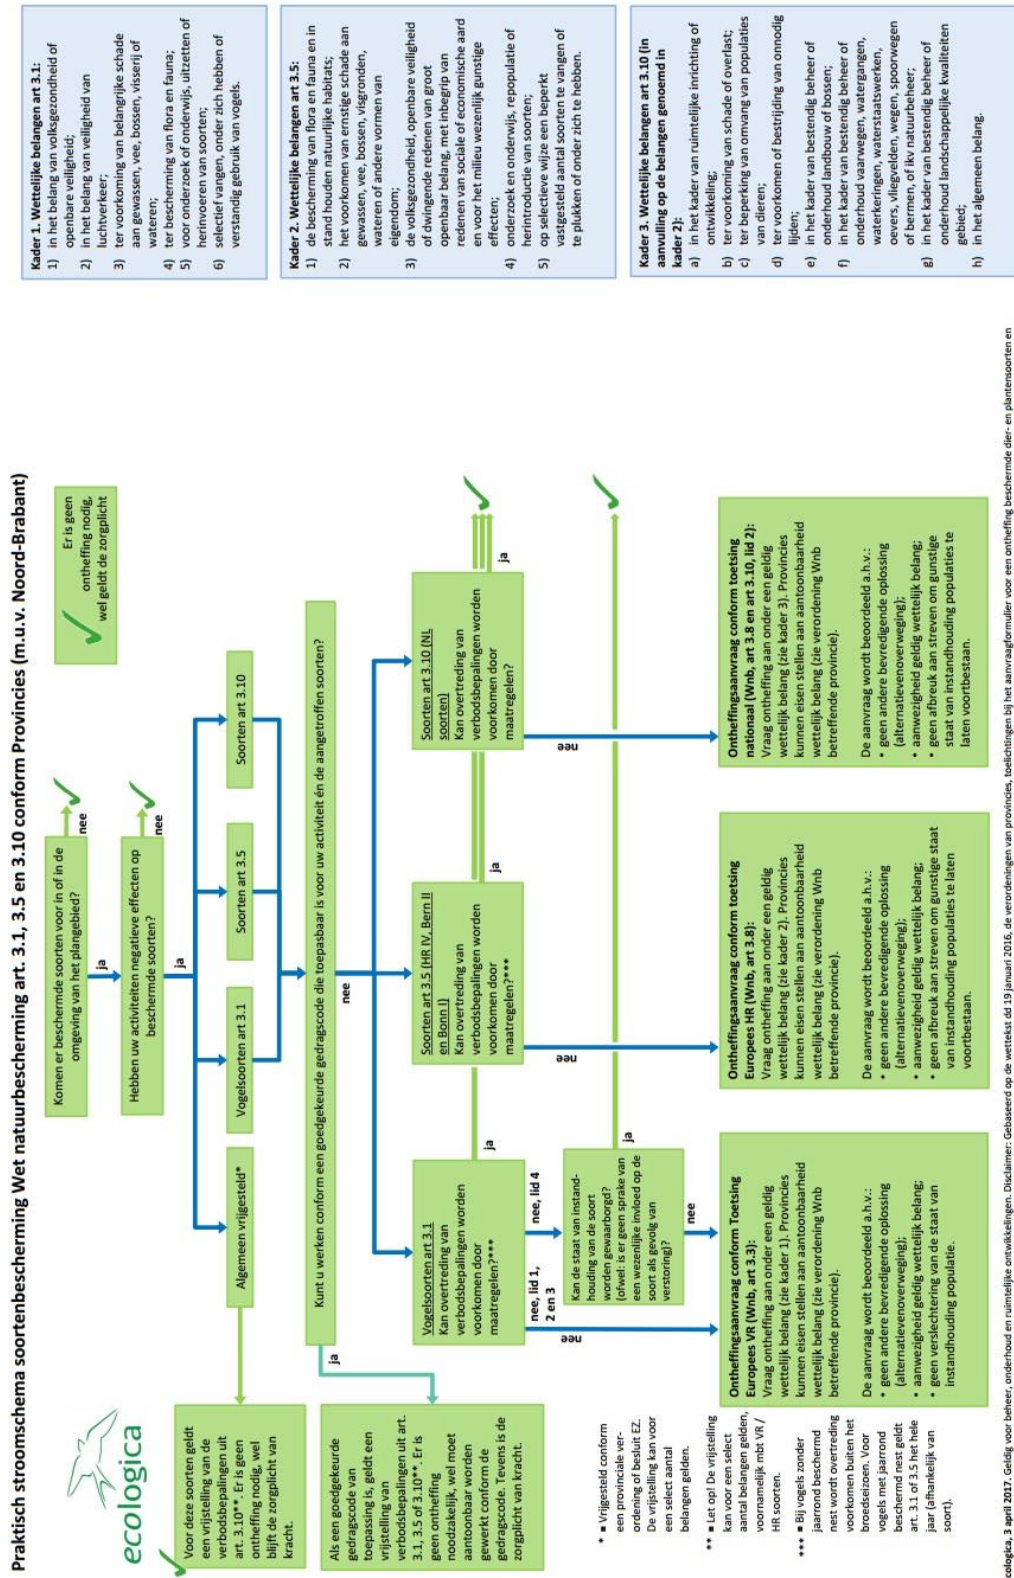 Praktisch stroomschema soortenbescherming Wet natuurbescherming art. 3.1, 3.5 en 3.10 conform Provincies (m.u.v. Noord-Brabant)
ecologica
Er is geen
ontheffing nodig,
wel geldt de zorgplicht
Komen er beschermde soorten voor in of in de
omgeving van het plangebied?
nee
ja
Hebben uw activiteiten negatieve effecten op
beschermde soorten?
nee
ja
Algemeen vrijgesteld*
Vogelsoorten art 3.1
Soorten art 3.5
Soorten art 3.10
Voor deze soorten geldt
een vrijstelling van de
verbodsbepalingen uit
art. 3.10**. Er is geen
ontheffing nodig, wel
blijft de zorgplicht van
kracht.
Kunt u werken conform een goedgekeurde gedragscode die toepasbaar is voor uw activiteit én de aangetroffen soorten?
ja
nee
Als een goedgekeurde
gedragscode van
toepassing is, geldt een
vrijstelling van
verbodsbepalingen uit art.
3.1, 3.5 of 3.10**. Er is
geen ontheffing
noodzakelijk, wel moet
aantoonbaar worden
gewerkt conform de
gedragscode. Tevens is de
zorgplicht van kracht.
Vogelsoorten art 3.1
Kan overtreding van
verbodsbepalingen worden
voorkomen door
maatregelen?****
ja
nee, lid 1,
2 en 3
nee
nee, lid 4
Soorten art 3.5 (HR IV, Bern II
en Bonn I)
Kan overtreding van
verbodsbepalingen worden
voorkomen door
maatregelen?****
ja
nee
Soorten art 3.10 (NL
soorten)
Kan overtreding van
verbodsbepalingen worden
voorkomen door
maatregelen?
ja
nee
Kan de staat van instand-
houding van de soort
worden gewaarborgd?
(ofwel: is er geen sprake van
een wezenlijke invloed op de
soort als gevolg van
verstoring)?
ja
nee
Ontheffingsaanvraag conform Toetsing
Europees VR (Wnb, art 3.3):
Vraag ontheffing aan onder een geldig
wettelijk belang (zie kader 1). Provincies
kunnen eisen stellen aan aantoonbaarheid
wettelijk belang (zie verordening Wnb
betreffende provincie).
De aanvraag wordt beoordeeld a.h.v.:
• geen andere bevredigende oplossing
(alternatievenoverweging);
• aanwezigheid geldig wettelijk belang;
• geen verslechtering van de staat van
instandhouding populatie.
Ontheffingsaanvraag conform toetsing
Europees HR (Wnb, art 3.8):
Vraag ontheffing aan onder een geldig
wettelijk belang (zie kader 2). Provincies
kunnen eisen stellen aan aantoonbaarheid
wettelijk belang (zie verordening Wnb
betreffende provincie).
De aanvraag wordt beoordeeld a.h.v.:
• geen andere bevredigende oplossing
(alternatievenoverweging);
• aanwezigheid geldig wettelijk belang;
• geen afbreuk aan streven om gunstige staat
van instandhouding populaties te laten
voortbestaan.
Ontheffingsaanvraag conform toetsing
nationaal (Wnb, art 3.8 en art 3.10, lid 2):
Vraag ontheffing aan onder een geldig
wettelijk belang (zie kader 3). Provincies
kunnen eisen stellen aan aantoonbaarheid
wettelijk belang (zie verordening Wnb
betreffende provincie).
De aanvraag wordt beoordeeld a.h.v.:
• geen andere bevredigende oplossing
(alternatievenoverweging);
• aanwezigheid geldig wettelijk belang;
• geen afbreuk aan streven om gunstige
staat van instandhouding populaties te
laten voortbestaan.
* = Vrijgesteld conform
een provinciale ver-
ordening of besluit EZ.
De vrijstelling kan voor
een select aantal
belangen gelden.
** = Let op! De vrijstelling
kan voor een select
aantal belangen gelden,
voornamelijk mbt VR /
HR soorten.
*** = Bij vogels zonder
jaarrond beschermd
nest wordt overtreding
voorkomen buiten het
broedseizoen. Voor
vogels met jaarrond
beschermd nest geldt
art. 3.1 of 3.5 het hele
jaar (afhankelijk van
soort).
Kader 1. Wettelijke belangen art 3.1:
1) in het belang van volksgezondheid of
openbare veiligheid;
2) in het belang van veiligheid van
luchtverkeer;
3) ter voorkoming van belangrijke schade
aan gewassen, vee, bossen, visserij of
wateren;
4) ter bescherming van flora en fauna;
5) voor onderzoek of onderwijs, uitzetten of
herinvoeren van soorten;
6) selectief vangen, onder zich hebben of
verstandig gebruik van vogels.
Kader 2. Wettelijke belangen art 3.5:
1) de bescherming van flora en fauna en in
stand houden natuurlijke habitats;
2) het voorkomen van ernstige schade aan
gewassen, vee, bossen, visgronden,
wateren of andere vormen van
eigendom;
3) de volksgezondheid, openbare veiligheid
of dwingende redenen van groot
openbaar belang, met inbegrip van
redenen van sociale of economische aard
en voor het milieu wezenlijk gunstige
effecten;
4) onderzoek en onderwijs, repopulatie of
herintroductie van soorten;
5) op selectieve wijze een beperkt
vastgesteld aantal soorten te vangen of
te plukken of onder zich te hebben.
Kader 3. Wettelijke belangen art 3.10 (in
aanvulling op de belangen genoemd in
kader 2):
a) in het kader van ruimtelijke inrichting of
ontwikkeling;
b) ter voorkoming van schade of overlast;
c) ter beperking van omvang van populaties
van dieren;
d) ter voorkomen of bestrijding van onnodig
lijden;
e) in het kader van bestendig beheer of
onderhoud landbouw of bossen;
f) in het kader van bestendig beheer of
onderhoud vaarwegen, watergangen,
waterkeringen, waterstaatswerken,
oevers, vliegvelden, wegen, spoorwegen
of bermen, of ikv natuurbeheer;
g) in het kader van bestendig beheer of
onderhoud landschappelijke kwaliteiten
gebied;
h) in het algemeen belang.
cologica, 3 april 2017. Geldig voor beheer, onderhoud en ruimtelijke ontwikkelingen. Disclaimer: Gebaseerd op de wettekst dd 19 januari 2016, de verordeningen van provincies, toelichtingen bij het aanvraagformulier voor een ontheffing beschermde dier- en plantensoorten en